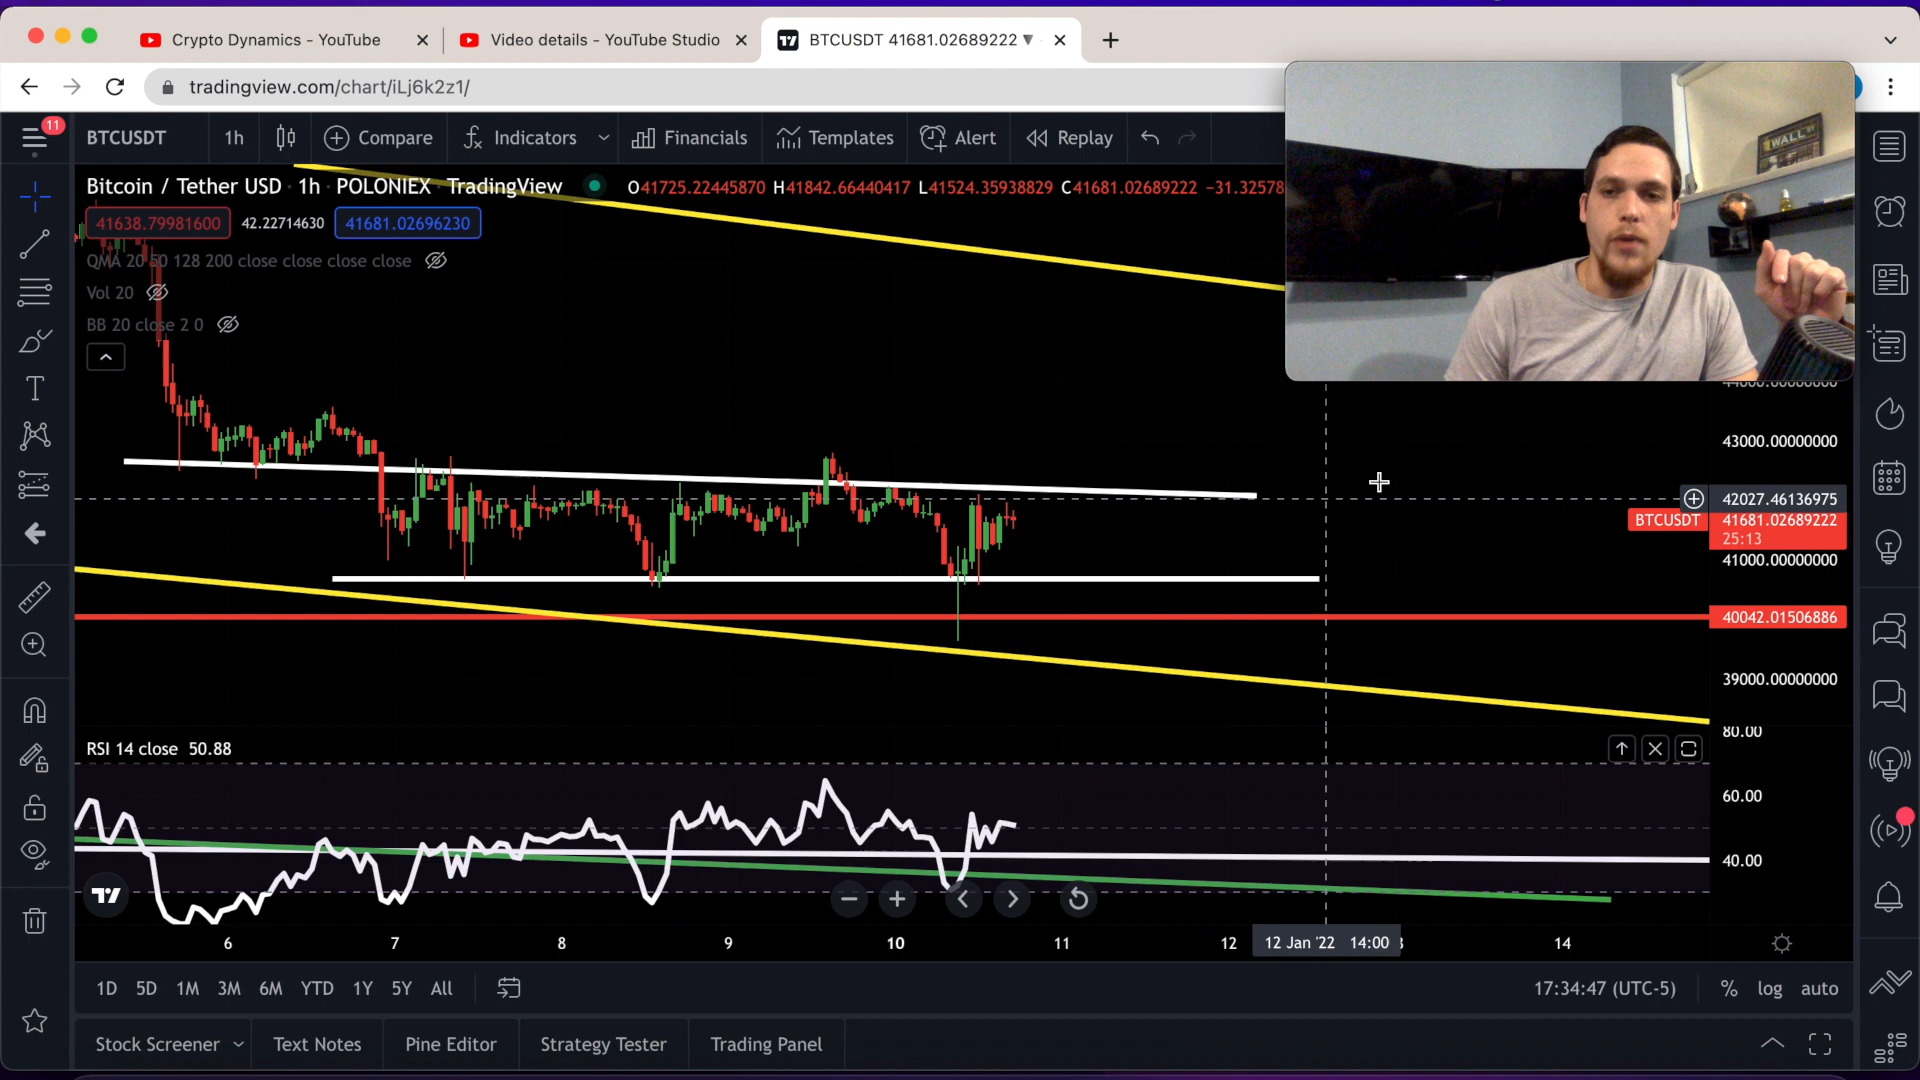 Crypto Dynamics - YouTube
Video details - YouTube Studio
BTCUSDT 41681.02689222 ▼
tradingview.com/chart/iLj6k2z1/
11
BTCUSDT 1h Compare Indicators Financials Templates Alert Replay
Bitcoin / Tether USD · 1h · POLONIEX · TradingView O41725.22445870 H41842.66440417 L41524.35938829 C41681.02689222 −31.32578
41638.79981600 42.22714630 41681.02696230
QMA 20 50 128 200 close close close close
Vol 20
BB 20 close 2 0
WALL
44000.00000000
43000.00000000
42027.46136975
BTCUSDT 41681.02689222
25:13
41000.00000000
40042.01506886
39000.00000000
80.00
RSI 14 close 50.88
60.00
40.00
6 7 8 9 10 11 12 12 Jan '22 14:00 14
1D 5D 1M 3M 6M YTD 1Y 5Y All 17:34:47 (UTC-5) % log auto
Stock Screener Text Notes Pine Editor Strategy Tester Trading Panel